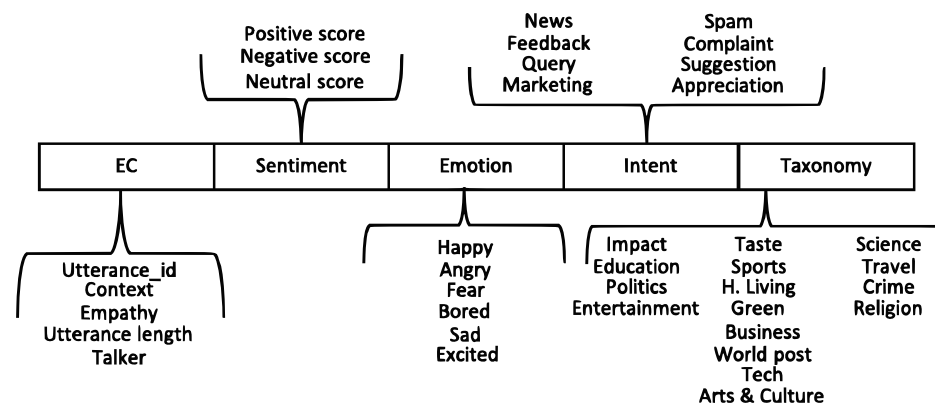 Positive score
Negative score
Neutral score
News
Feedback
Query
Marketing
Spam
Complaint
Suggestion
Appreciation
EC
Sentiment
Emotion
Intent
Taxonomy
Utterance_id
Context
Empathy
Utterance length
Talker
Happy
Angry
Fear
Bored
Sad
Excited
Impact
Education
Politics
Entertainment
Taste
Sports
H. Living
Green
Business
World post
Tech
Arts & Culture
Science
Travel
Crime
Religion